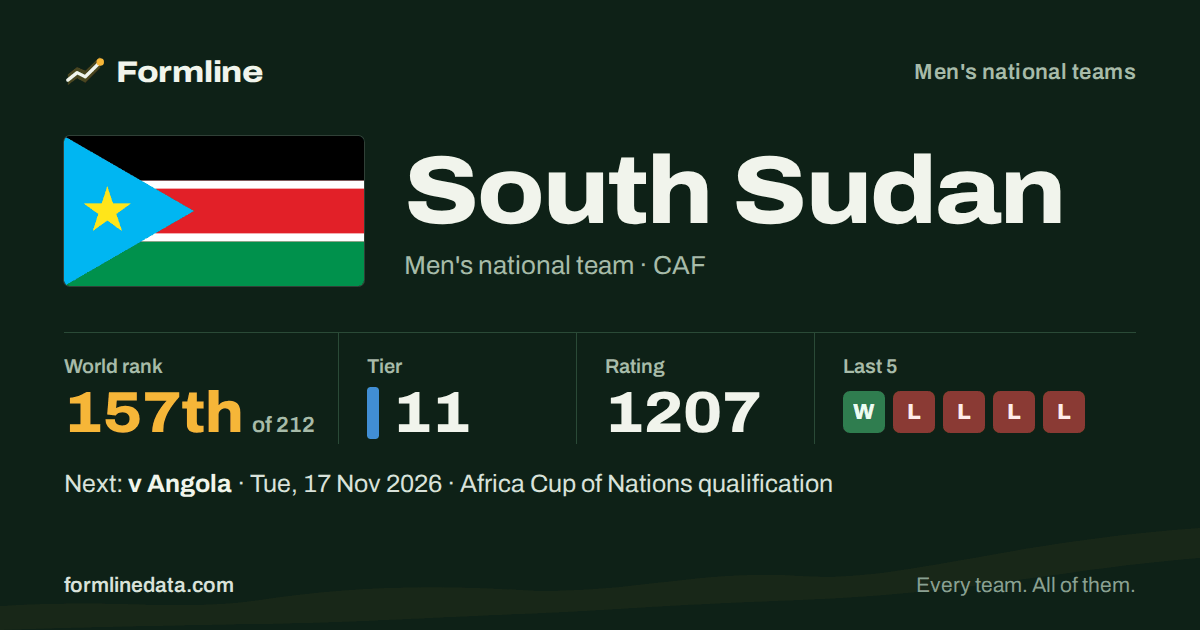 Formline
Men's national teams
South Sudan
Men's national team · CAF
World rank
157th of 212
Tier
11
Rating
1207
Last 5
W L L L L
Next: v Angola · Tue, 17 Nov 2026 · Africa Cup of Nations qualification
formlinedata.com
Every team. All of them.